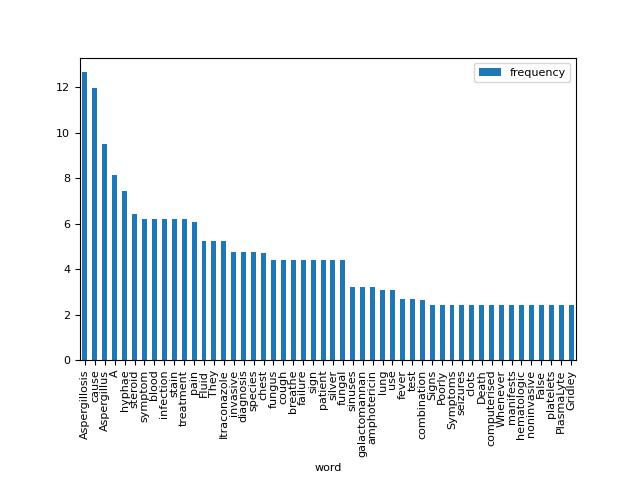 frequency
12
10
8
6
4
2
0
Aspergillosis
cause
Aspergillus
A
hyphae
steroid
symptom
blood
infection
stain
treatment
pain
Fluid
They
Itraconazole
invasive
diagnosis
species
chest
fungus
cough
breathe
failure
sign
patient
silver
fungal
sinuses
galactomannan
amphotericin
lung
use
fever
test
combination
Signs
Poorly
Symptoms
seizures
clots
Death
computerised
Whenever
manifests
hematologic
noninvasive
False
platelets
PlasmaLyte
Gridley
word